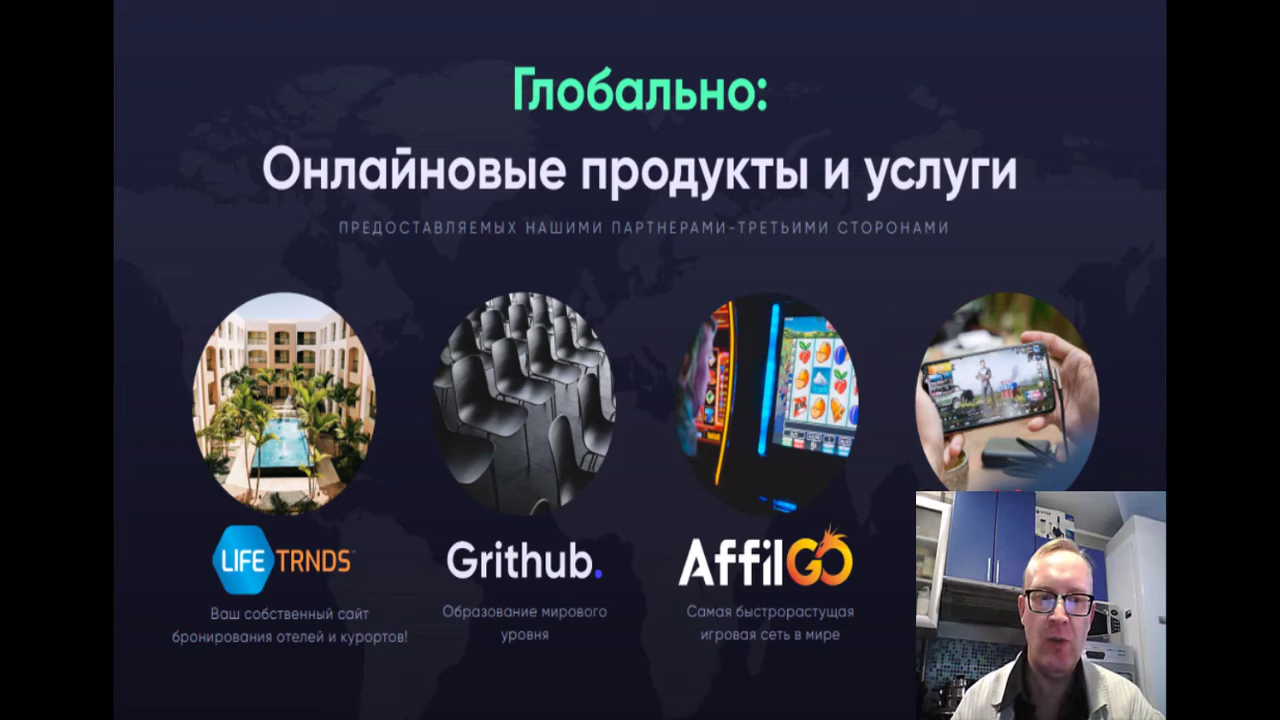 Глобально:
Онлайновые продукты и услуги
ПРЕДОСТАВЛЯЕМЫХ НАШИМИ ПАРТНЕРАМИ-ТРЕТЬИМИ СТОРОНАМИ
LIFE TRNDS
Ваш собственный сайт
бронирования отелей и курортов!
Grithub.
Образование мирового
уровня
AffilGO
Самая быстрорастущая
игровая сеть в мире